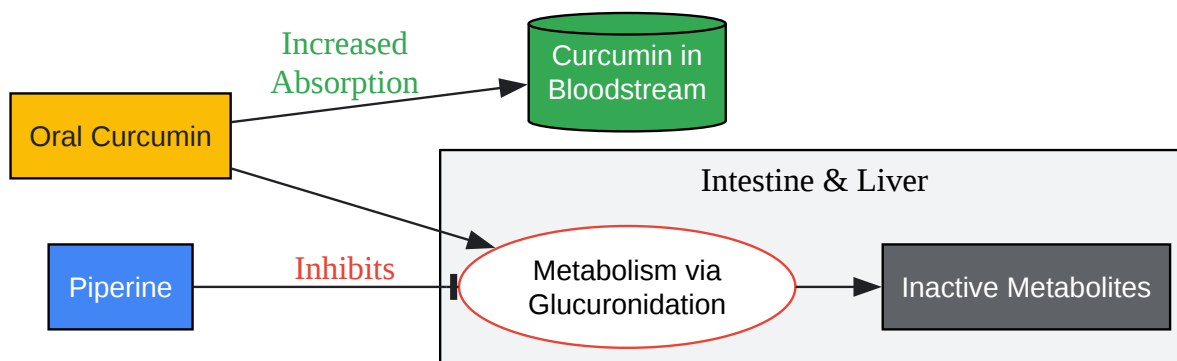 Increased
Absorption
Curcumin in
Bloodstream
Oral Curcumin
Intestine & Liver
Piperine
Inhibits
Metabolism via
Glucuronidation
Inactive Metabolites